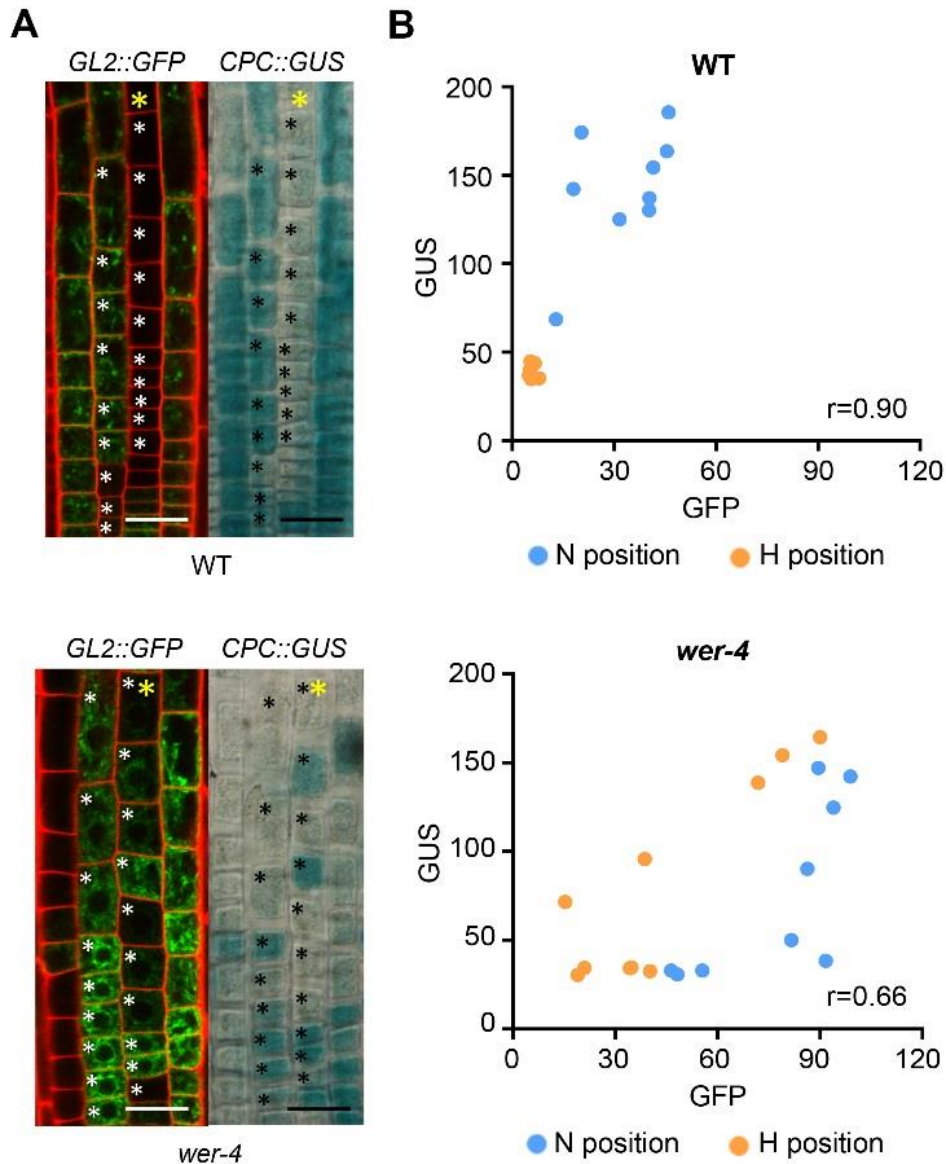 A
GL2::GFP CPC::GUS
WT
B
WT
200
150
100
50
0
GUS
0 30 60 90 120
GFP
r=0.90
N position H position
GL2::GFP CPC::GUS
wer-4
wer-4
200
150
100
50
0
GUS
0 30 60 90 120
GFP
r=0.66
N position H position